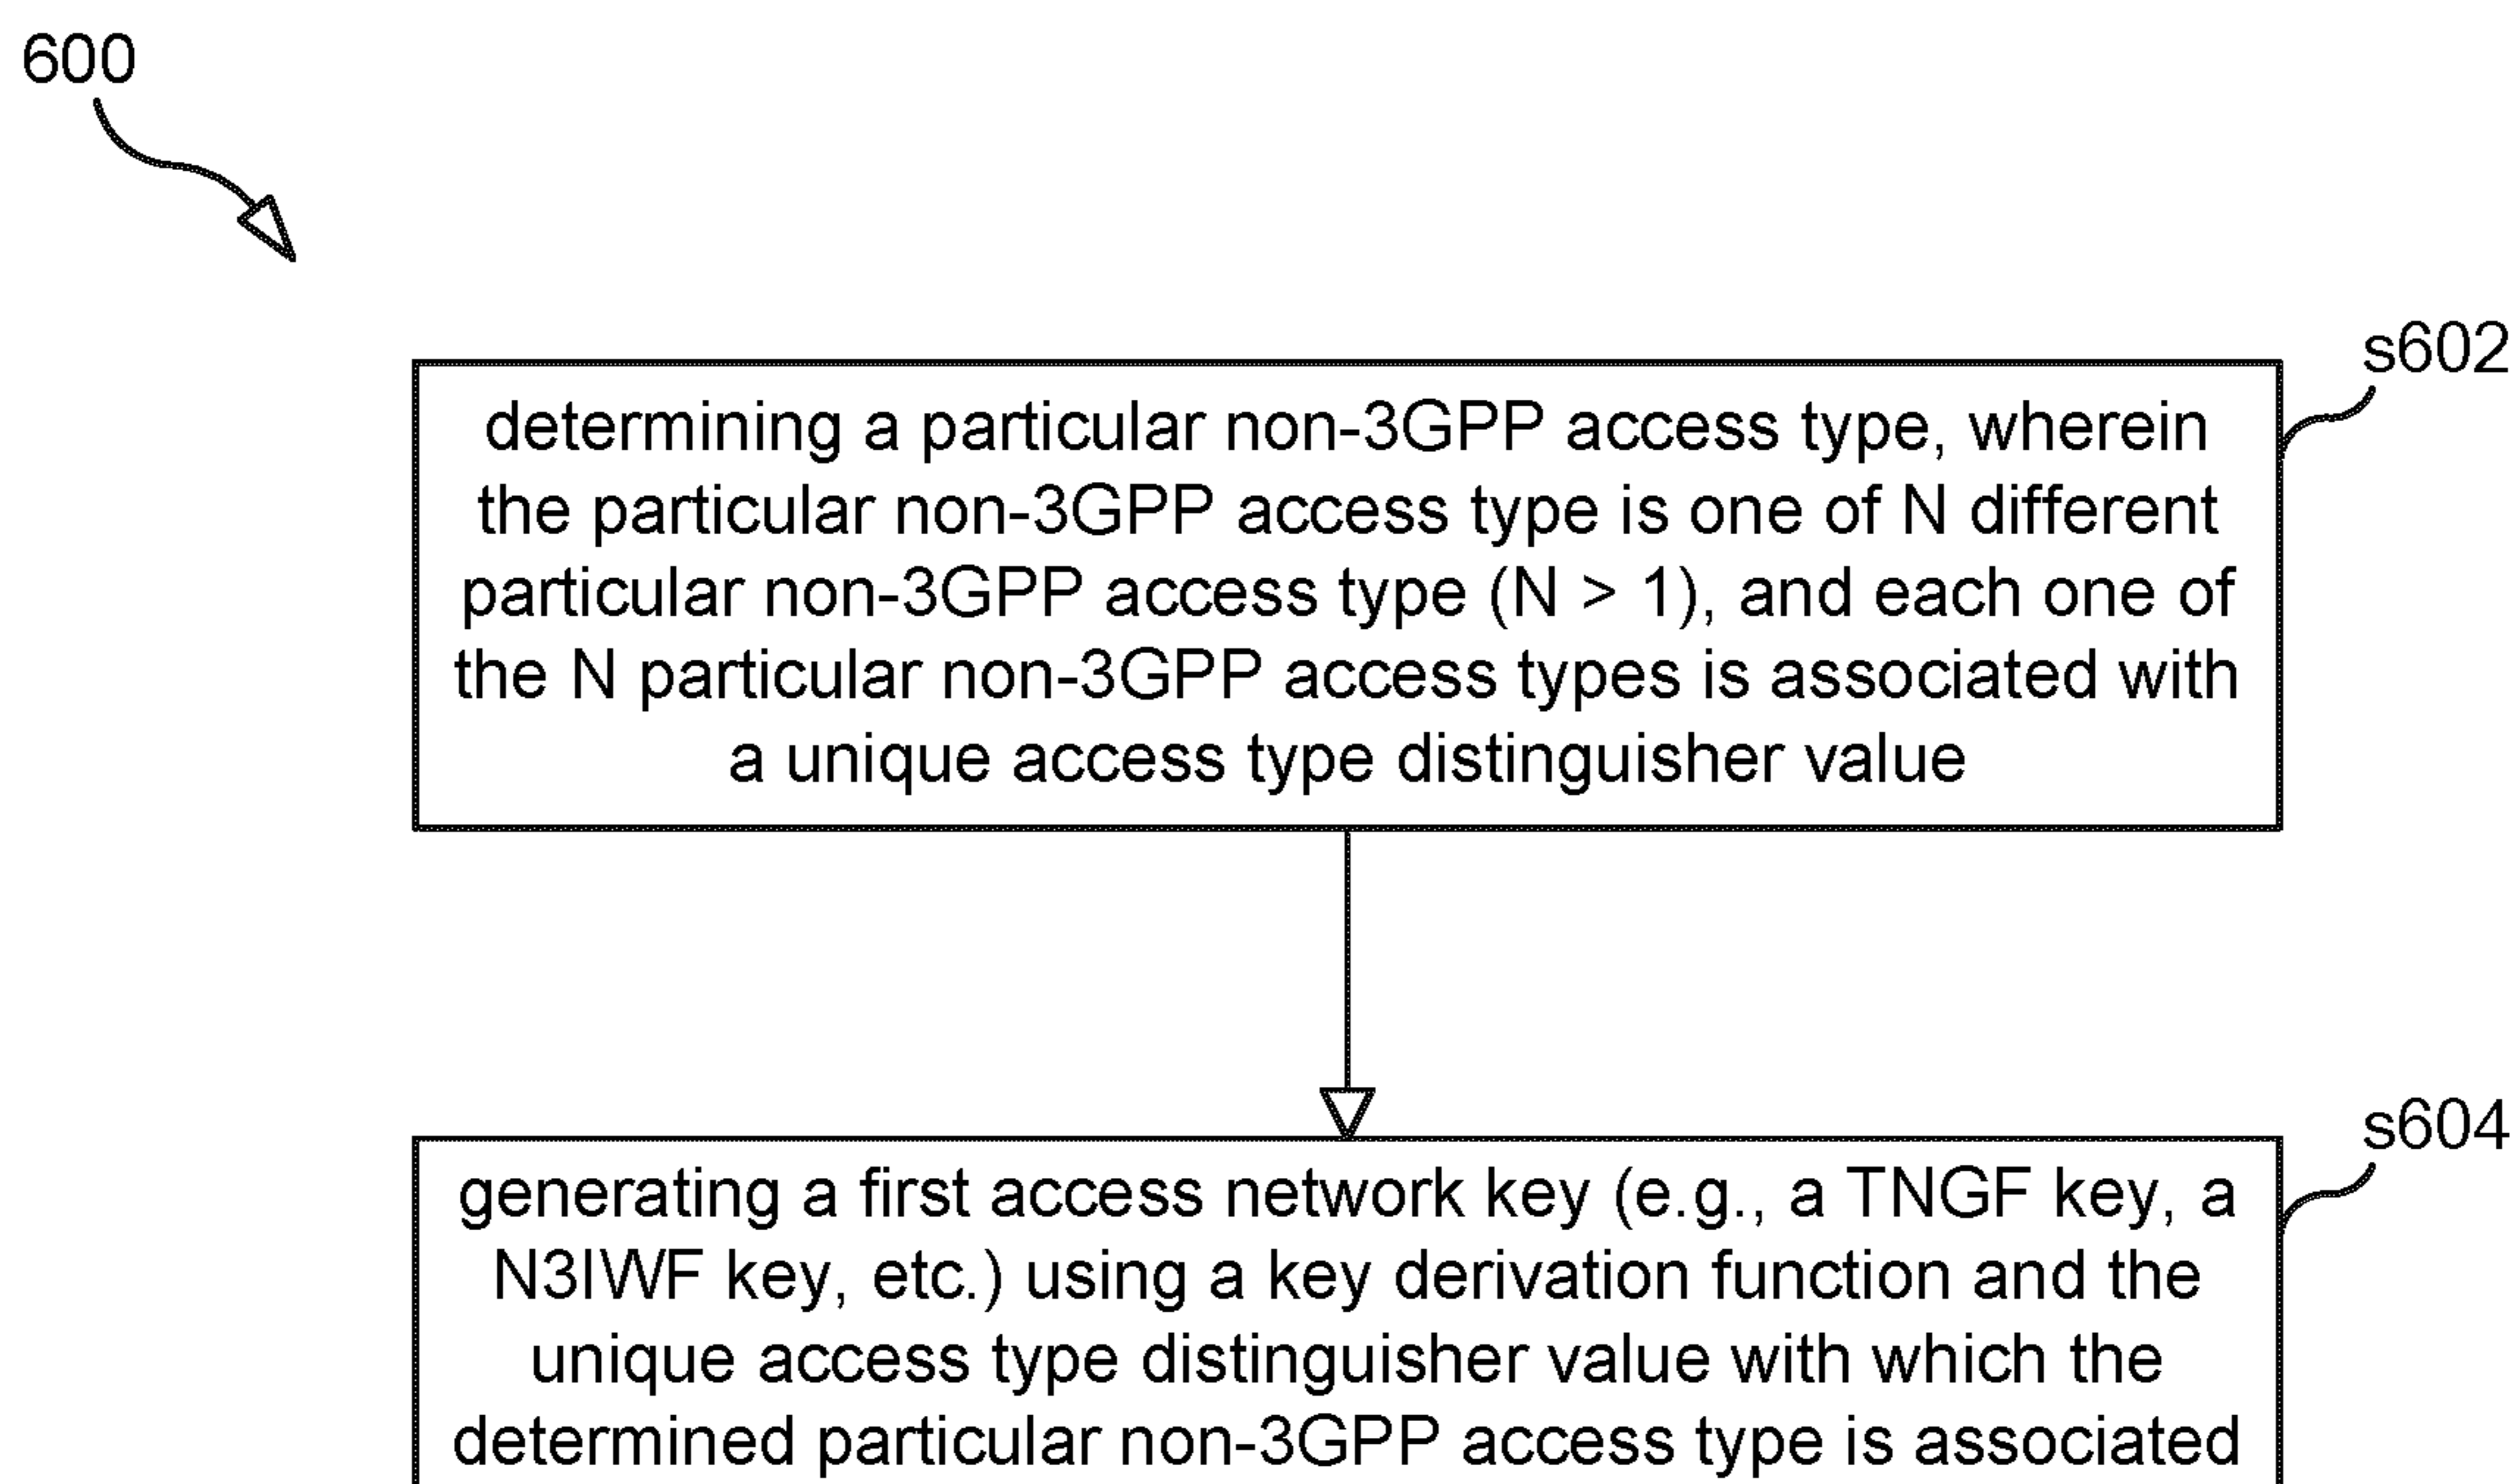 600
s602
determining a particular non-3GPP access type, wherein
the particular non-3GPP access type is one of N different
particular non-3GPP access type (N > 1), and each one of
the N particular non-3GPP access types is associated with
a unique access type distinguisher value
s604
generating a first access network key (e.g., a TNGF key, a
N3IWF key, etc.) using a key derivation function and the
unique access type distinguisher value with which the
determined particular non-3GPP access type is associated